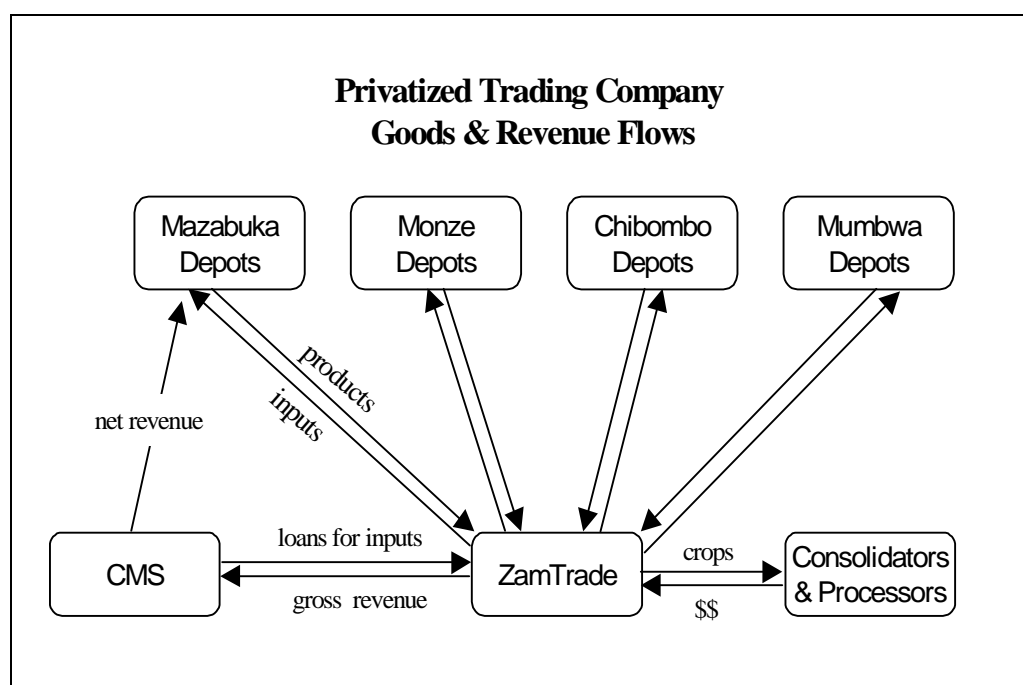 Privatized Trading Company
Goods & Revenue Flows
Mazabuka
Depots
Monze
Depots
Chibombo
Depots
Mumbwa
Depots
products
inputs
net revenue
CMS
loans for inputs
gross revenue
ZamTrade
crops
$$
Consolidators
& Processors